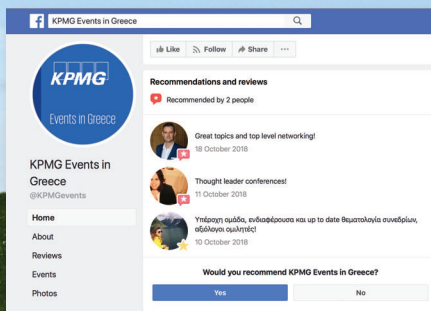 KPMG Events in Greece
Like
Follow
Share
KPMG
Events in Greece
KPMG Events in
Greece
@KPMGevents
Home
About
Reviews
Events
Photos
Recommendations and reviews
Recommended by 2 people
Great topics and top level networking!
18 October 2018
Thought leader conferences!
11 October 2018
Υπέροχη ομάδα, ενδιαφέρουσα και up to date θεματολογία συνεδρίων,
αξιόλογοι ομιλητές!
10 October 2018
Would you recommend KPMG Events in Greece?
Yes
No